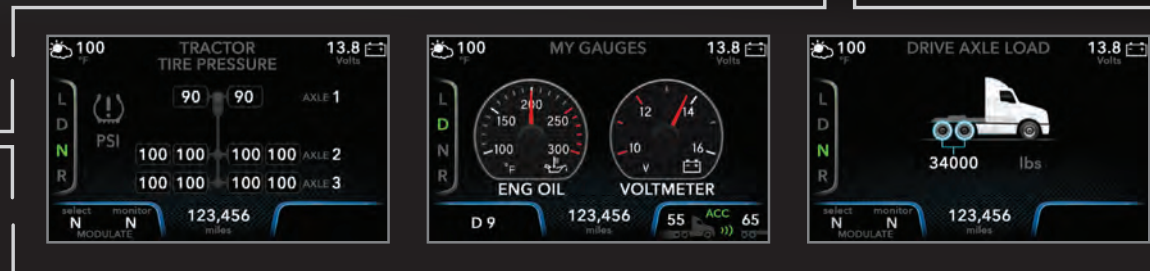 100
°F
TRACTOR
TIRE PRESSURE
13.8
Volts
L
D
N
R
PSI
90 90 AXLE 1
100 100 100 100 AXLE 2
100 100 100 100 AXLE 3
select monitor
N N
MODULATE
123,456
miles
100
°F
MY GAUGES
13.8
Volts
L
D
N
R
100 150 200 250 300
°F
ENG OIL
10 12 14 16
V
VOLTMETER
D 9
123,456
miles
55 ACC 65
100
°F
DRIVE AXLE LOAD
13.8
Volts
L
D
N
R
34000 lbs
select monitor
N N
MODULATE
123,456
miles